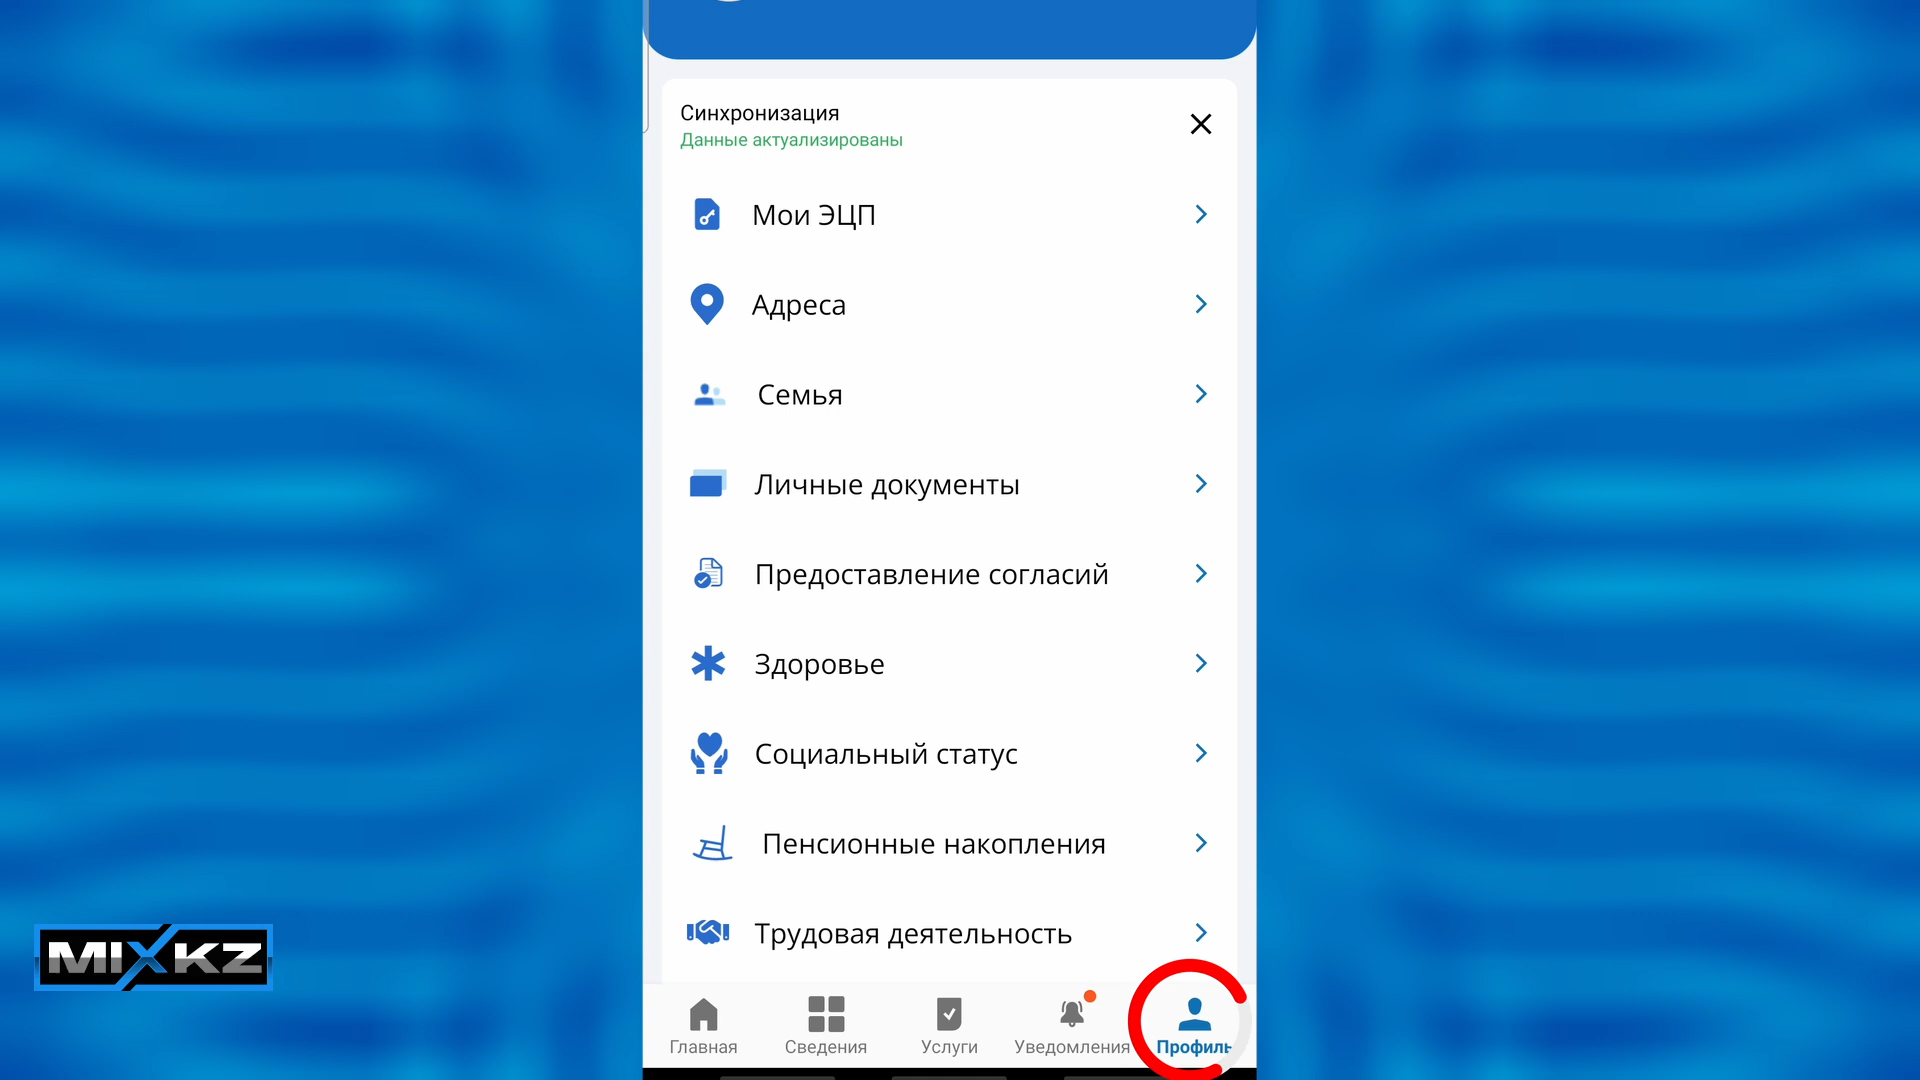 Синхронизация
Данные актуализированы
Мои ЭЦП
Адреса
Семья
Личные документы
Предоставление согласий
Здоровье
Социальный статус
Пенсионные накопления
Трудовая деятельность
MIXKZ
Главная
Сведения
Услуги
Уведомления
Профиль